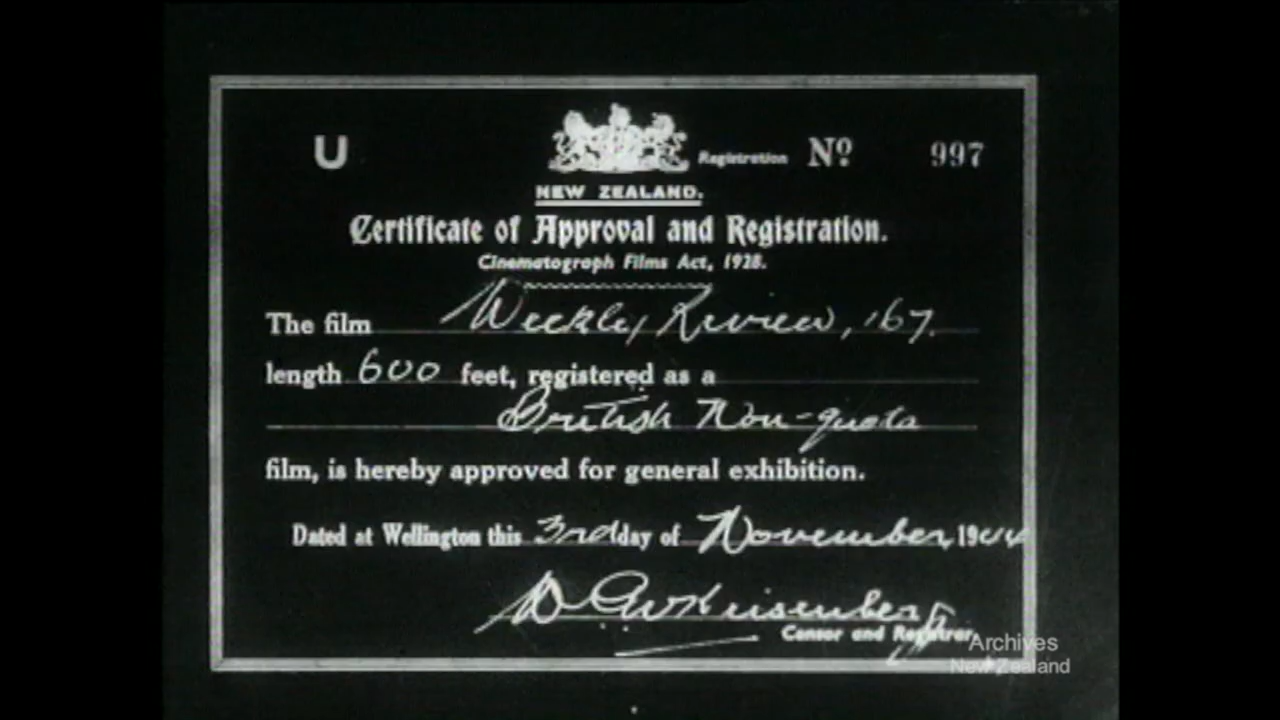 U
Registration Nº 997
NEW ZEALAND.
Certificate of Approval and Registration.
Cinematograph Films Act, 1928.
The film Weekly Review, 167.
length 600 feet, registered as a
British Non-quota
film, is hereby approved for general exhibition.
Dated at Wellington this 3rd day of November, 1944
Censor and Registrar
Archives
New Zealand